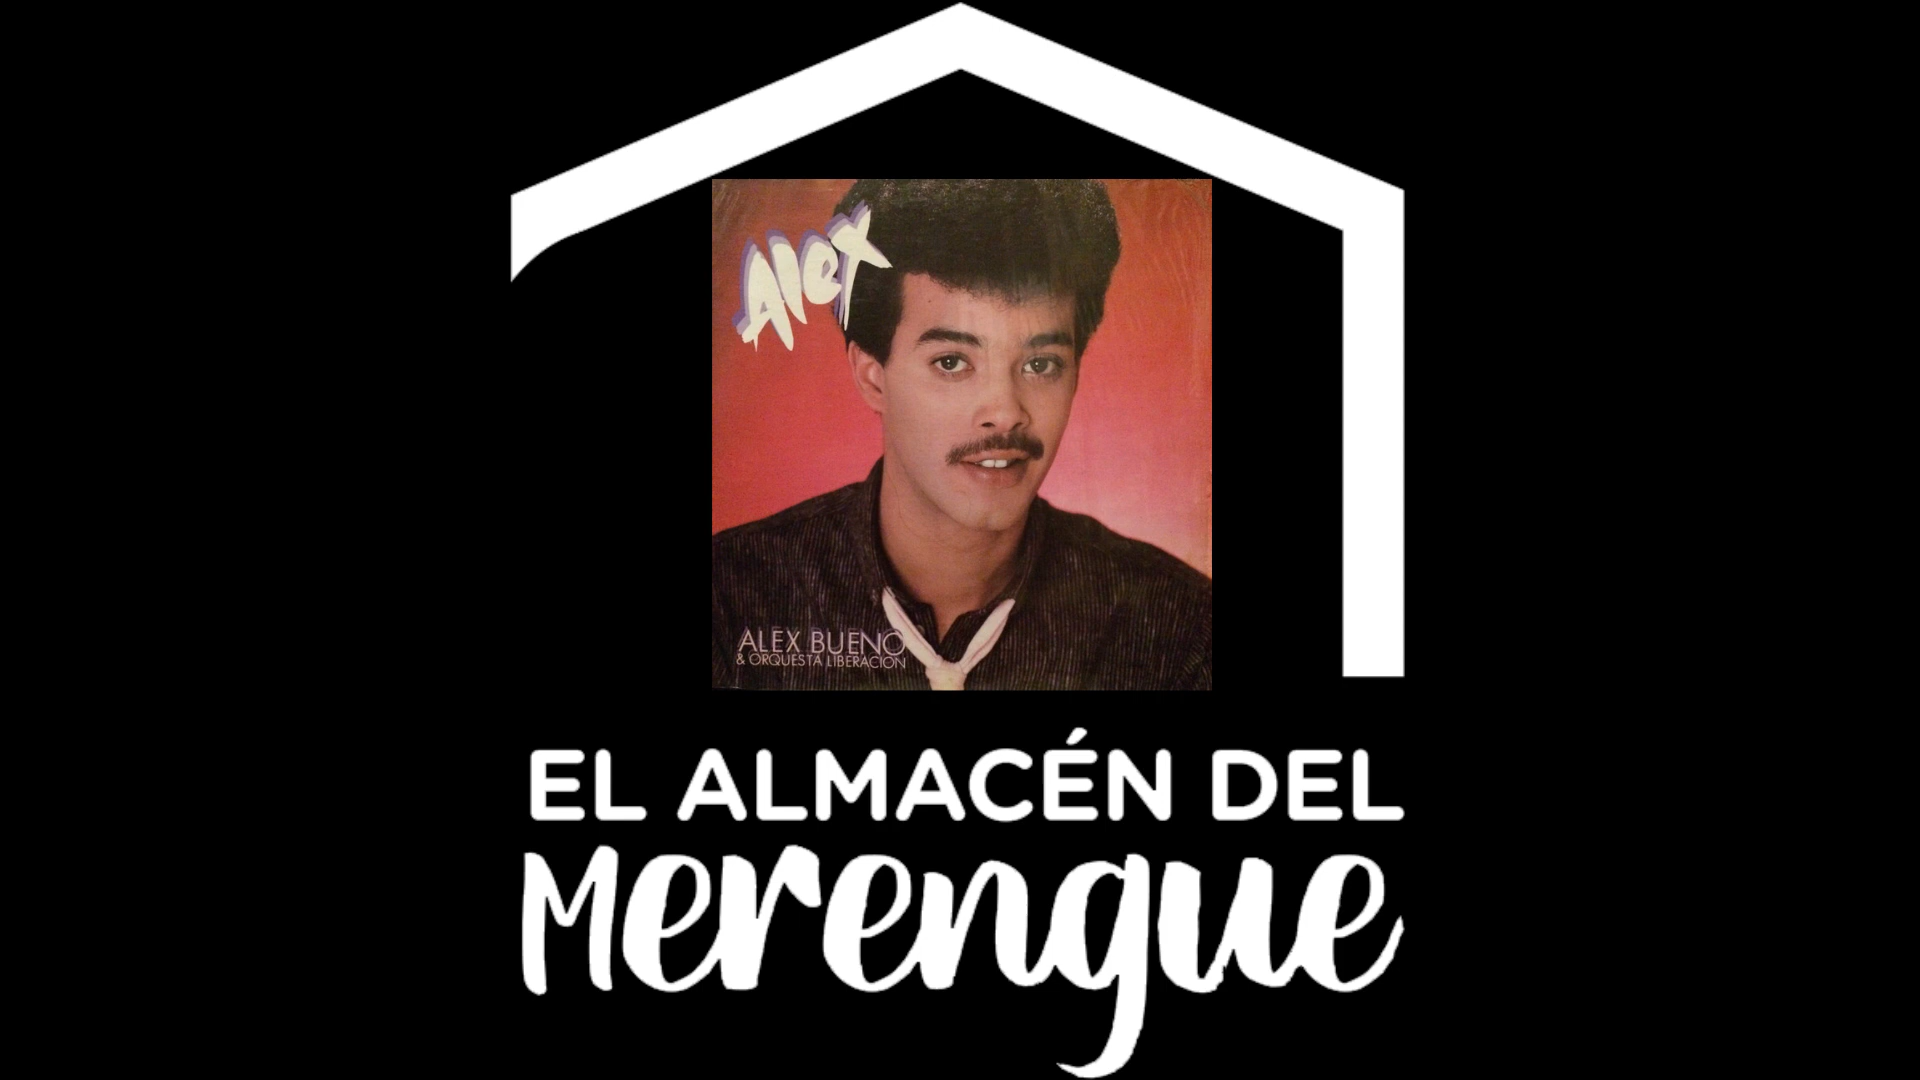 Alex
ALEX BUENO
& ORQUESTA LIBERACION
EL ALMACÉN DEL
Merengue